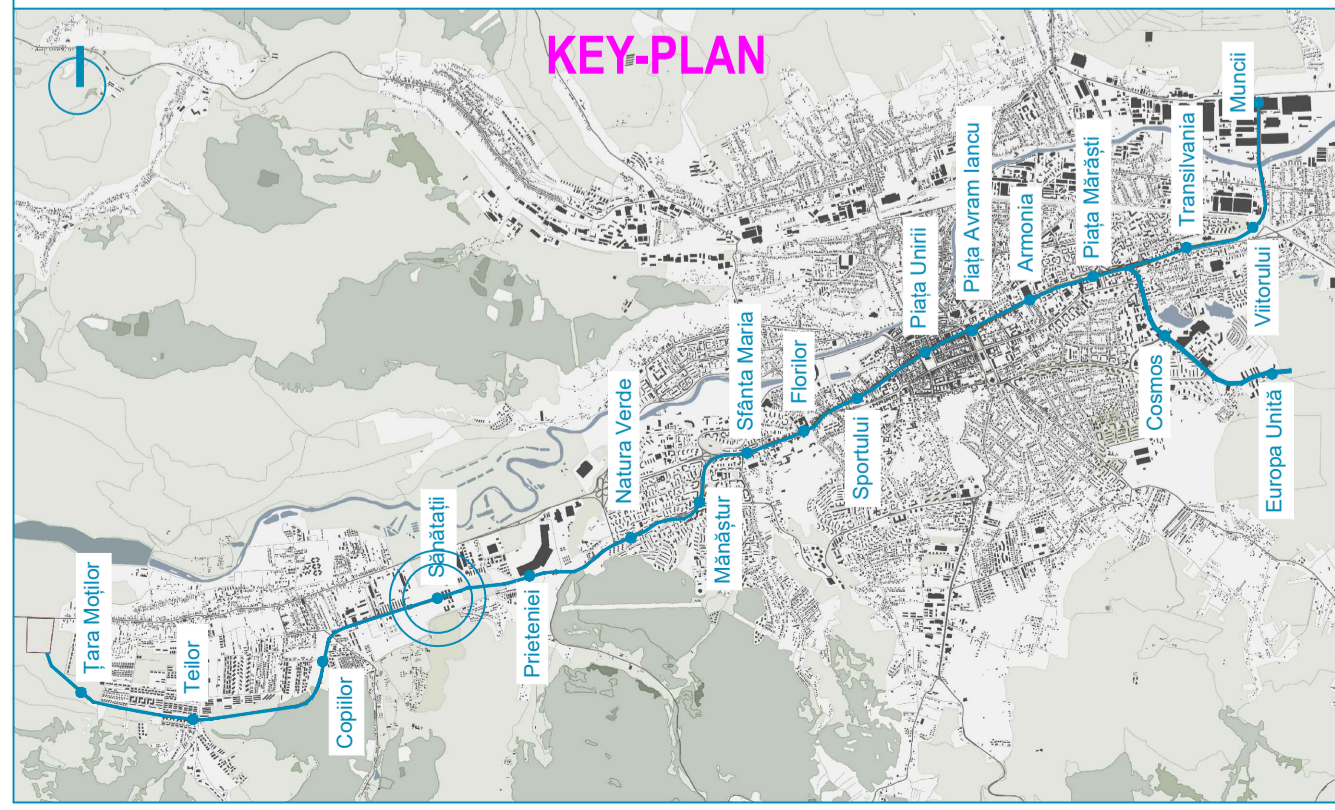 KEY-PLAN
Țara Moților
Teilor
Copiilor
Sănătații
Prieteniei
Natura Verde
Mănăștur
Sfânta Maria
Florilor
Sportului
Piața Unirii
Piața Avram Iancu
Armonia
Piața Mărăști
Transilvania
Viitorului
Muncii
Cosmos
Europa Unită